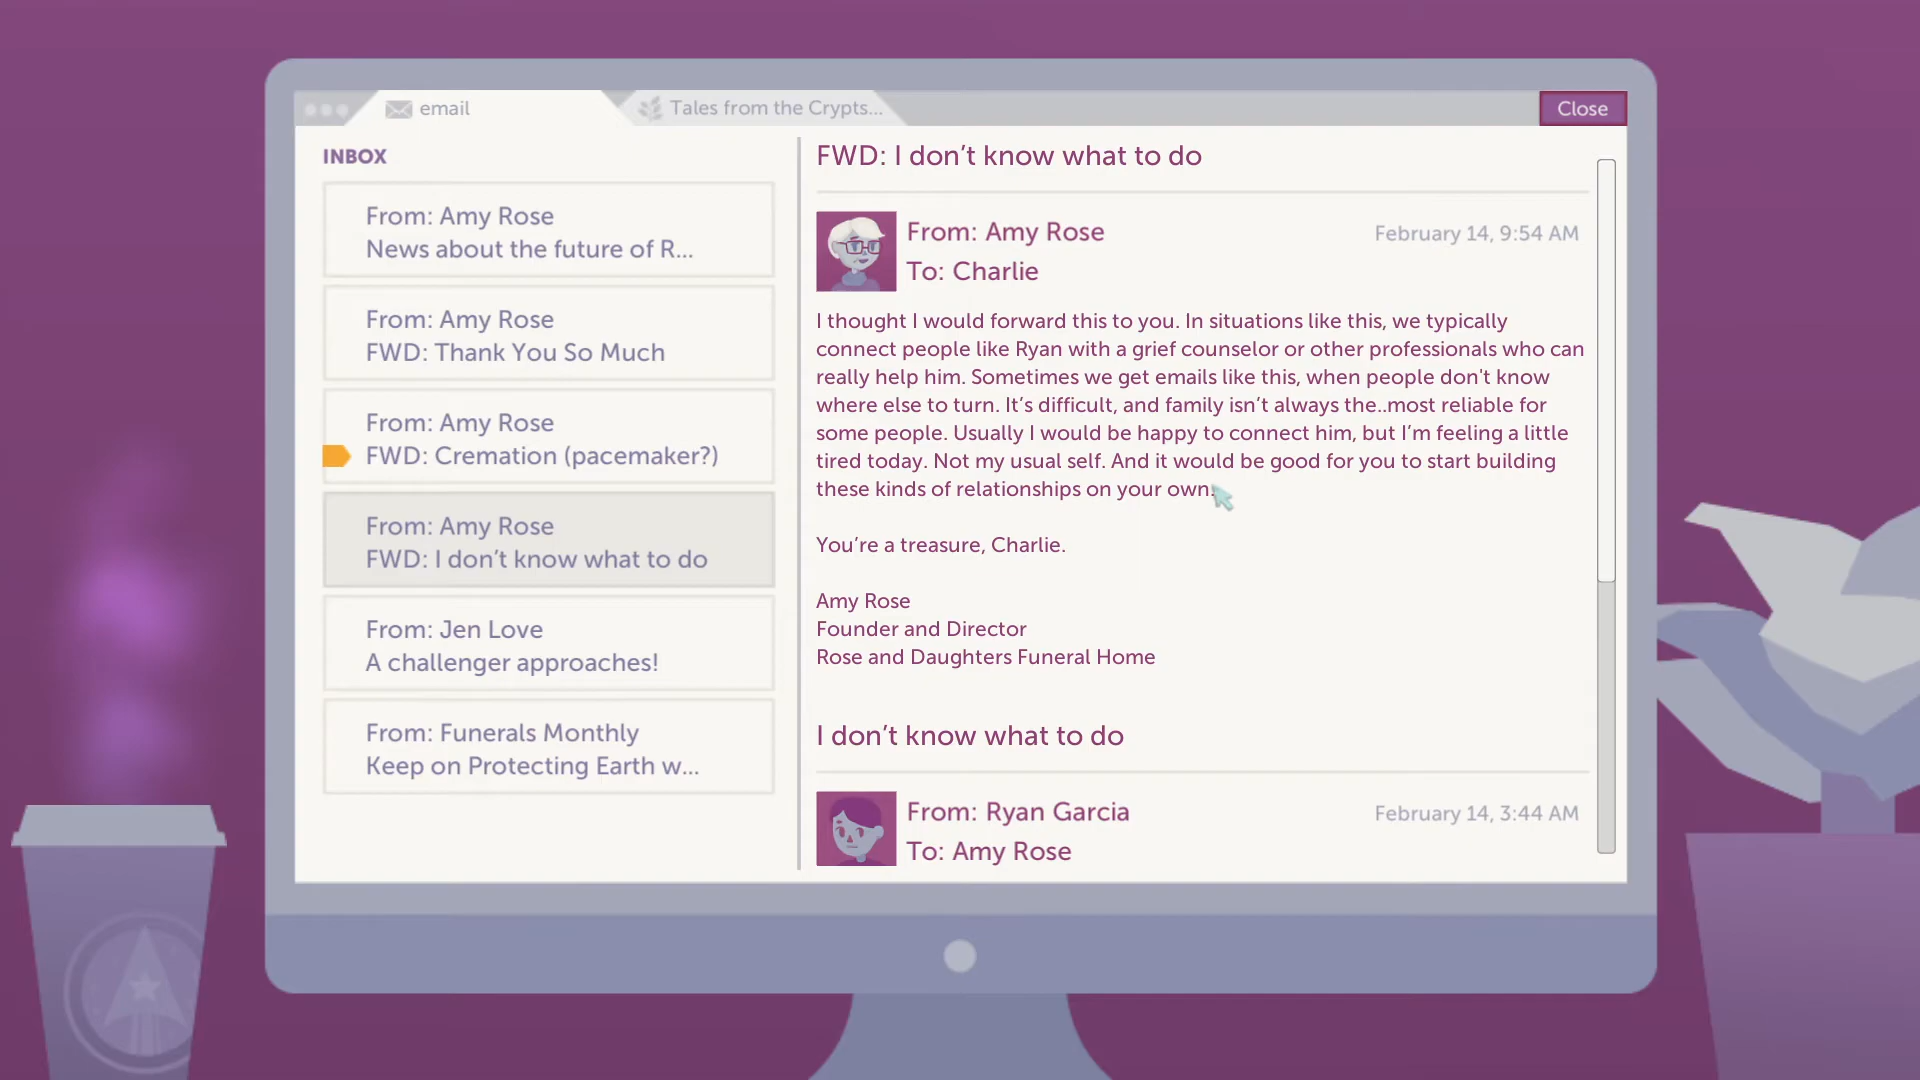 email
Tales from the Crypts...
Close
INBOX
From: Amy Rose
News about the future of R...
From: Amy Rose
FWD: Thank You So Much
From: Amy Rose
FWD: Cremation (pacemaker?)
From: Amy Rose
FWD: I don’t know what to do
From: Jen Love
A challenger approaches!
From: Funerals Monthly
Keep on Protecting Earth w...
FWD: I don’t know what to do
From: Amy Rose
February 14, 9:54 AM
To: Charlie
I thought I would forward this to you. In situations like this, we typically
connect people like Ryan with a grief counselor or other professionals who can
really help him. Sometimes we get emails like this, when people don't know
where else to turn. It’s difficult, and family isn’t always the..most reliable for
some people. Usually I would be happy to connect him, but I’m feeling a little
tired today. Not my usual self. And it would be good for you to start building
these kinds of relationships on your own.
You’re a treasure, Charlie.
Amy Rose
Founder and Director
Rose and Daughters Funeral Home
I don’t know what to do
From: Ryan Garcia
February 14, 3:44 AM
To: Amy Rose